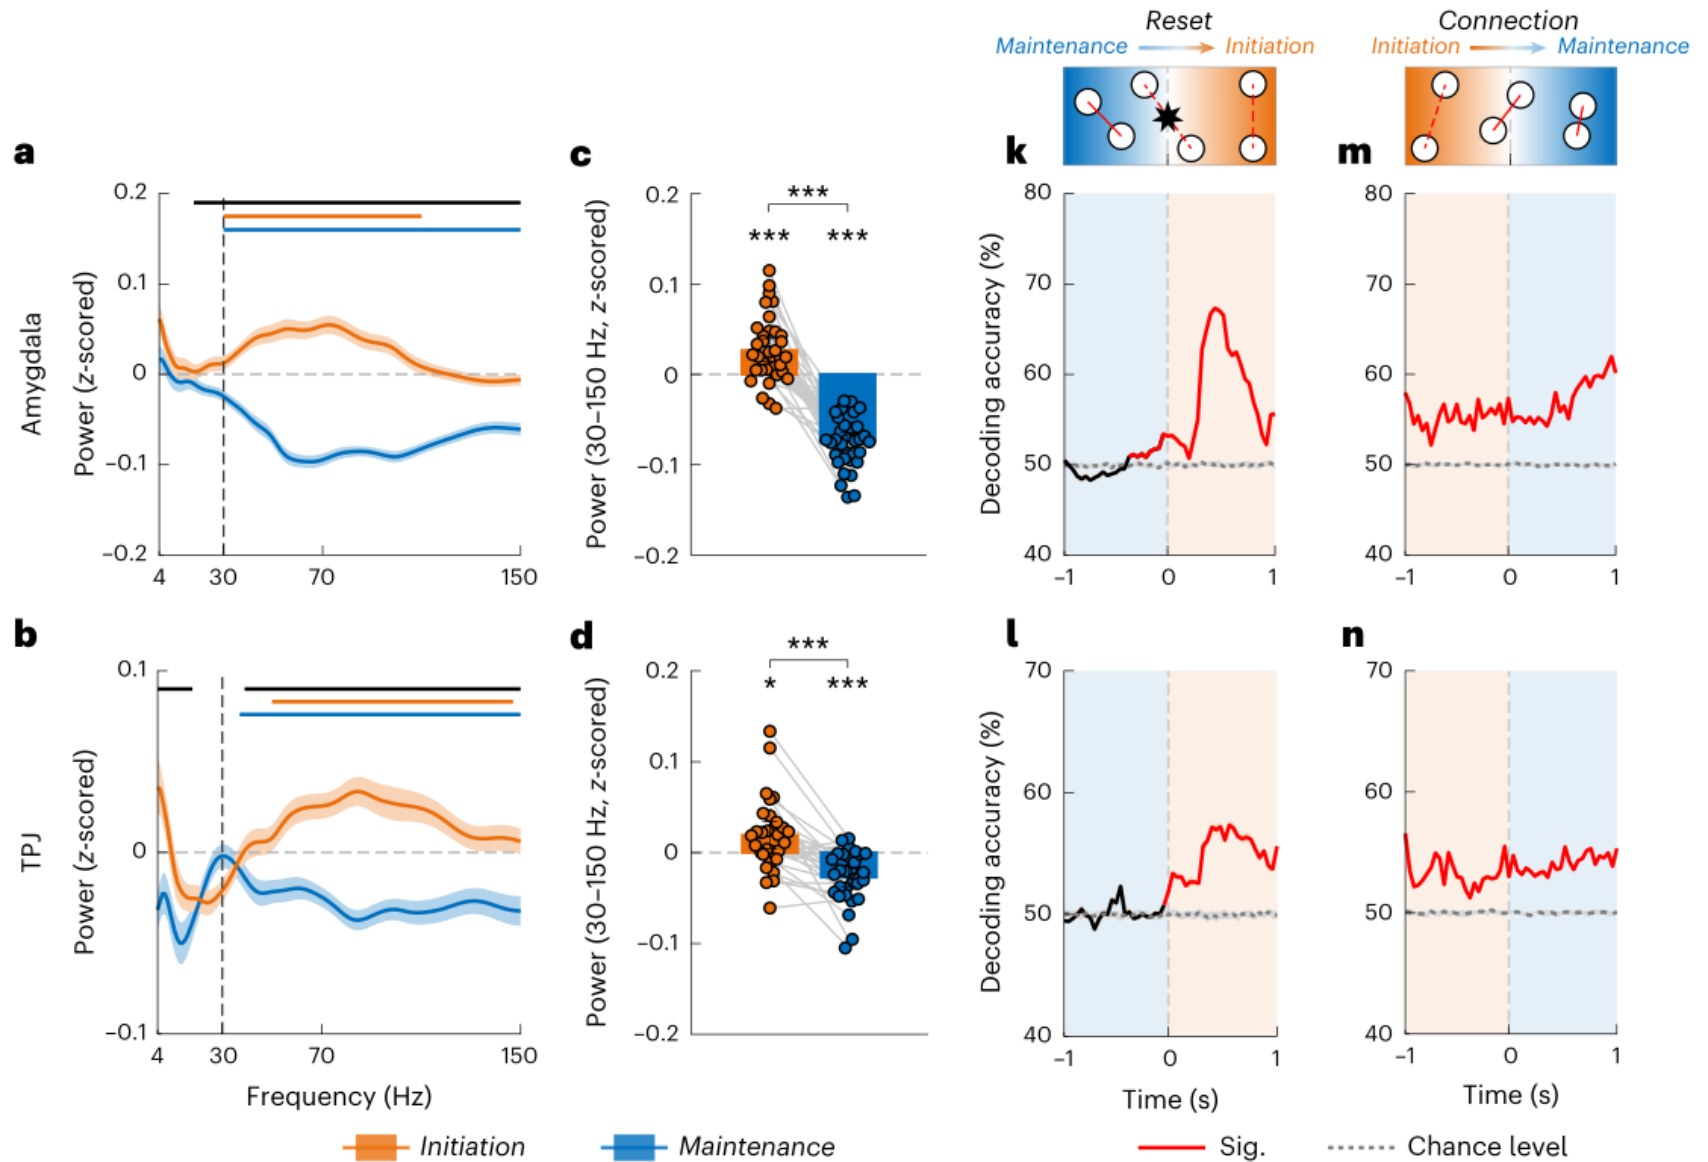 Reset
Connection
Maintenance Initiation
Initiation Maintenance
a
c
k
m
Amygdala
Power (z-scored)
0.2
0.1
0
–0.1
–0.2
4 30 70 150
Power (30–150 Hz, z-scored)
0.2
0.1
0
–0.1
–0.2
***
*** ***
Decoding accuracy (%)
80
70
60
50
40
–1 0 1
80
70
60
50
40
–1 0 1
b
d
l
n
TPJ
Power (z-scored)
0.1
0
–0.1
4 30 70 150
Frequency (Hz)
Power (30–150 Hz, z-scored)
0.2
0.1
0
–0.1
–0.2
***
* ***
Decoding accuracy (%)
70
60
50
40
–1 0 1
Time (s)
70
60
50
40
–1 0 1
Time (s)
Initiation Maintenance
Sig. Chance level